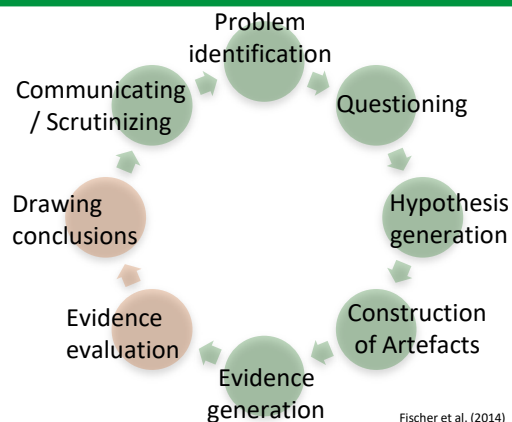 Problem
identification
Questioning
Hypothesis
generation
Construction
of Artefacts
Evidence
generation
Evidence
evaluation
Drawing
conclusions
Communicating
/ Scrutinizing
Fischer et al. (2014)